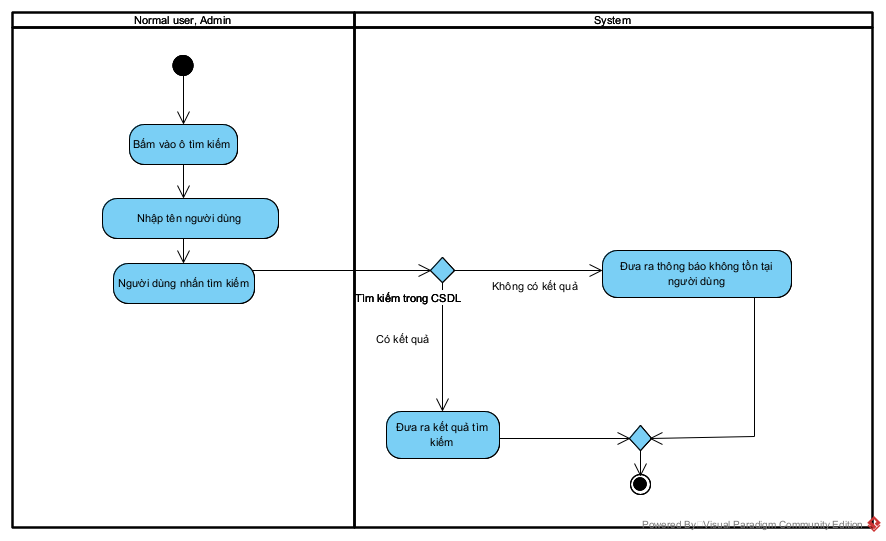 Normal user, Admin
System
Bấm vào ô tìm kiếm
Nhập tên người dùng
Người dùng nhấn tìm kiếm
Tìm kiếm trong CSDL
Không có kết quả
Đưa ra thông báo không tồn tại
người dùng
Có kết quả
Đưa ra kết quả tìm
kiếm
Powered By: Visual Paradigm Community Edition